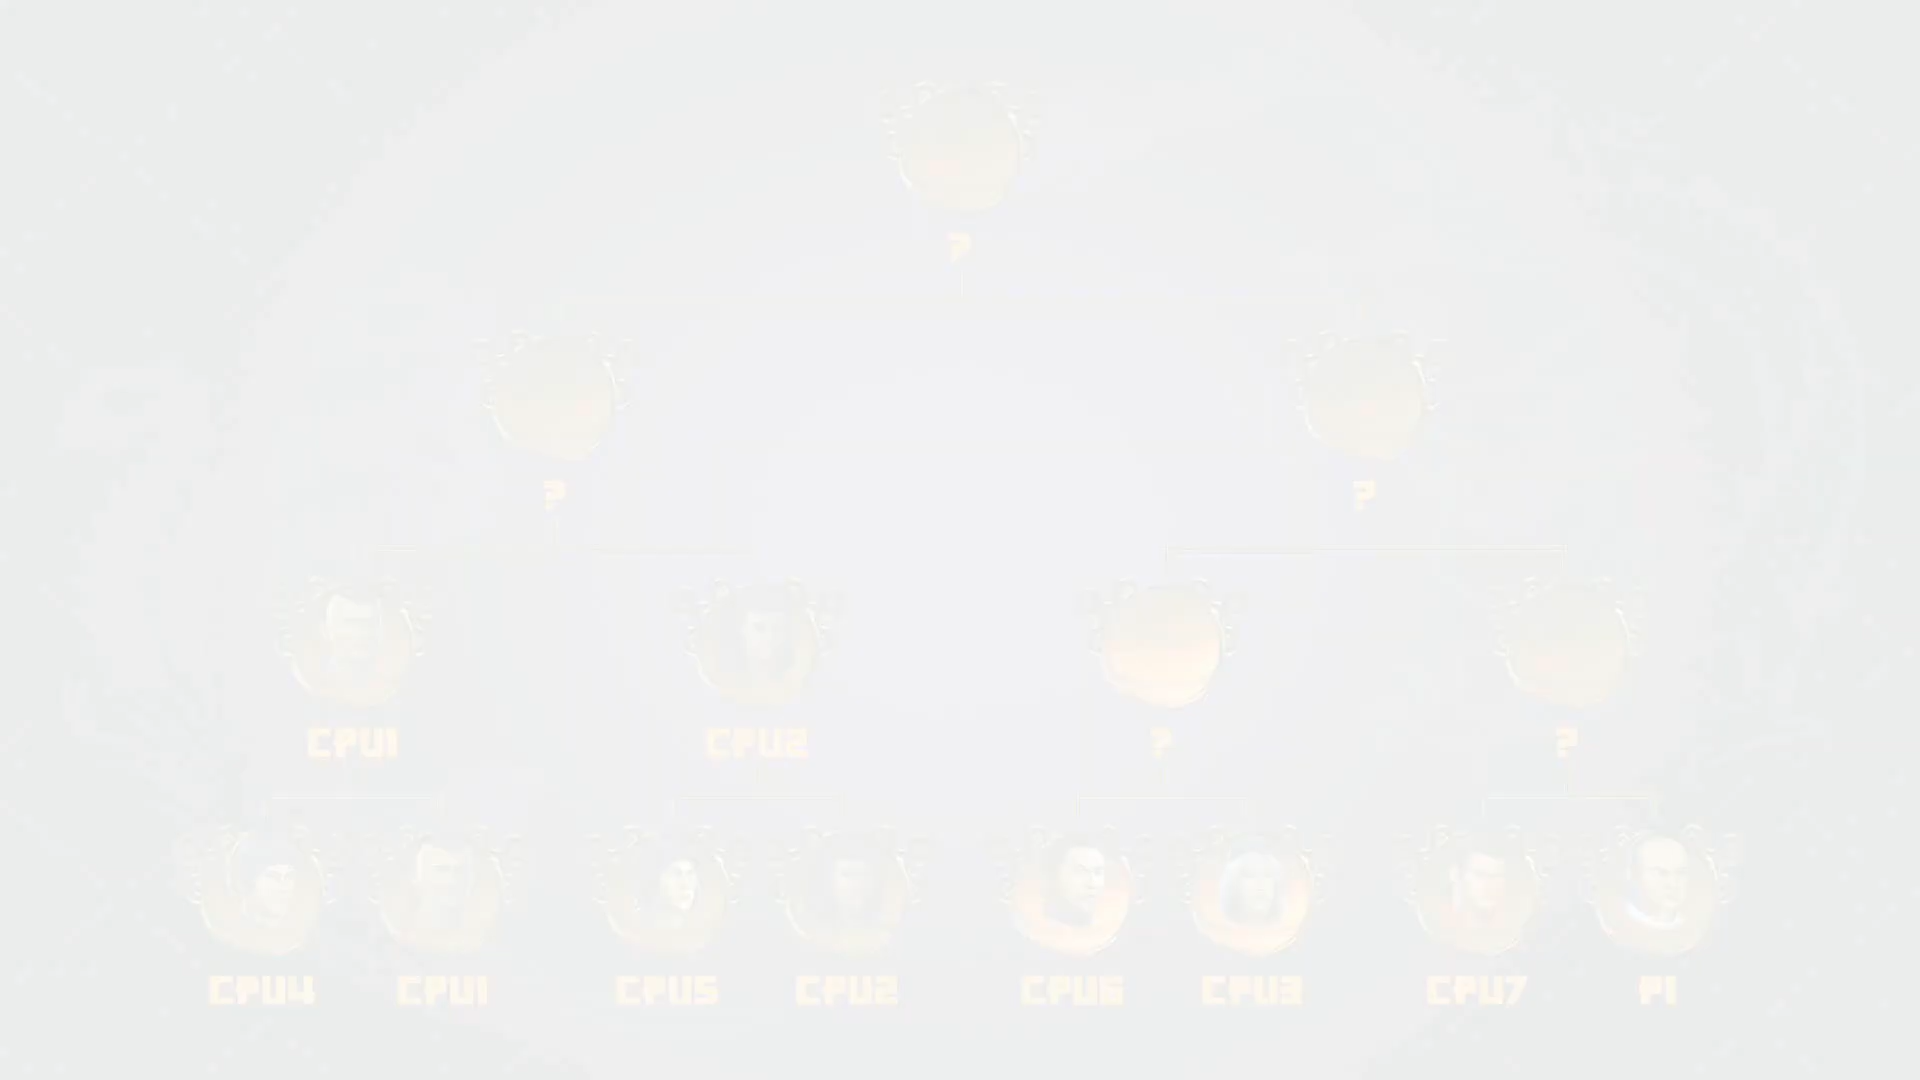 ?
? ?
CPU1 CPU2 ? ?
CPU4 CPU1 CPU5 CPU2 CPU6 CPU3 CPU7 P1